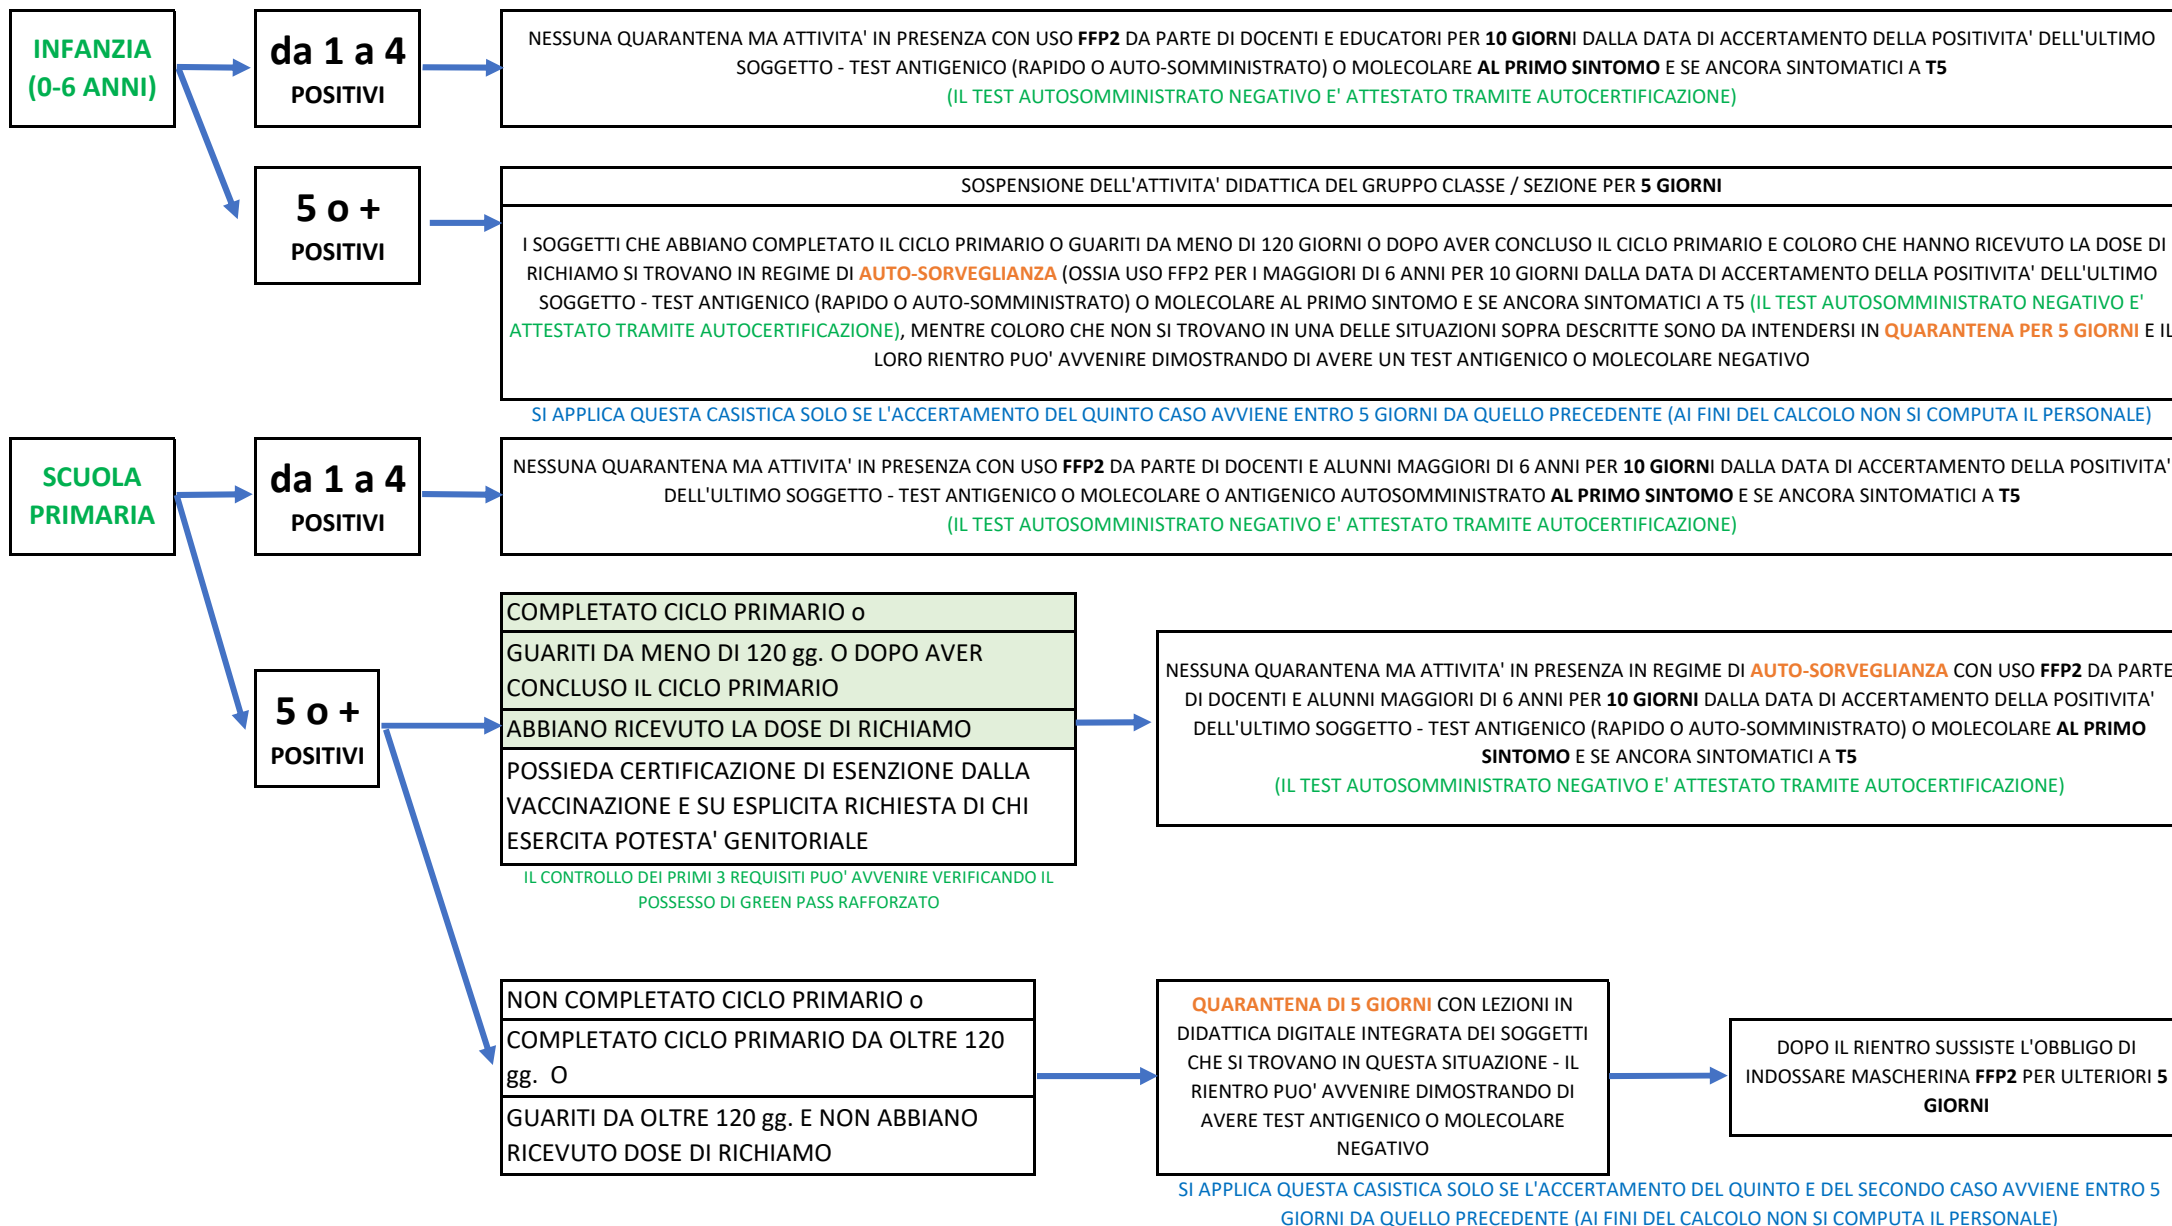 INFANZIA
(0-6 ANNI)
da 1 a 4
POSITIVI
NESSUNA QUARANTENA MA ATTIVITA' IN PRESENZA CON USO FFP2 DA PARTE DI DOCENTI E EDUCATORI PER 10 GIORNI DALLA DATA DI ACCERTAMENTO DELLA POSITIVITA' DELL'ULTIMO
SOGGETTO - TEST ANTIGENICO (RAPIDO O AUTO-SOMMINISTRATO) O MOLECOLARE AL PRIMO SINTOMO E SE ANCORA SINTOMATICI A T5
(IL TEST AUTOSOMMINISTRATO NEGATIVO E' ATTESTATO TRAMITE AUTOCERTIFICAZIONE)
5 o +
POSITIVI
SOSPENSIONE DELL'ATTIVITA' DIDATTICA DEL GRUPPO CLASSE / SEZIONE PER 5 GIORNI
I SOGGETTI CHE ABBIANO COMPLETATO IL CICLO PRIMARIO O GUARITI DA MENO DI 120 GIORNI O DOPO AVER CONCLUSO IL CICLO PRIMARIO E COLORO CHE HANNO RICEVUTO LA DOSE DI
RICHIAMO SI TROVANO IN REGIME DI AUTO-SORVEGLIANZA (OSSIA USO FFP2 PER I MAGGIORI DI 6 ANNI PER 10 GIORNI DALLA DATA DI ACCERTAMENTO DELLA POSITIVITA' DELL'ULTIMO
SOGGETTO - TEST ANTIGENICO (RAPIDO O AUTO-SOMMINISTRATO) O MOLECOLARE AL PRIMO SINTOMO E SE ANCORA SINTOMATICI A T5 (IL TEST AUTOSOMMINISTRATO NEGATIVO E'
ATTESTATO TRAMITE AUTOCERTIFICAZIONE), MENTRE COLORO CHE NON SI TROVANO IN UNA DELLE SITUAZIONI SOPRA DESCRITTE SONO DA INTENDERSI IN QUARANTENA PER 5 GIORNI E IL
LORO RIENTRO PUO' AVVENIRE DIMOSTRANDO DI AVERE UN TEST ANTIGENICO O MOLECOLARE NEGATIVO
SI APPLICA QUESTA CASISTICA SOLO SE L'ACCERTAMENTO DEL QUINTO CASO AVVIENE ENTRO 5 GIORNI DA QUELLO PRECEDENTE (AI FINI DEL CALCOLO NON SI COMPUTA IL PERSONALE)
SCUOLA
PRIMARIA
da 1 a 4
POSITIVI
NESSUNA QUARANTENA MA ATTIVITA' IN PRESENZA CON USO FFP2 DA PARTE DI DOCENTI E ALUNNI MAGGIORI DI 6 ANNI PER 10 GIORNI DALLA DATA DI ACCERTAMENTO DELLA POSITIVITA'
DELL'ULTIMO SOGGETTO - TEST ANTIGENICO O MOLECOLARE O ANTIGENICO AUTOSOMMINISTRATO AL PRIMO SINTOMO E SE ANCORA SINTOMATICI A T5
(IL TEST AUTOSOMMINISTRATO NEGATIVO E' ATTESTATO TRAMITE AUTOCERTIFICAZIONE)
5 o +
POSITIVI
COMPLETATO CICLO PRIMARIO o
GUARITI DA MENO DI 120 gg. O DOPO AVER
CONCLUSO IL CICLO PRIMARIO
ABBIANO RICEVUTO LA DOSE DI RICHIAMO
POSSIEDA CERTIFICAZIONE DI ESENZIONE DALLA
VACCINAZIONE E SU ESPLICITA RICHIESTA DI CHI
ESERCITA POTESTA' GENITORIALE
IL CONTROLLO DEI PRIMI 3 REQUISITI PUO' AVVENIRE VERIFICANDO IL
POSSESSO DI GREEN PASS RAFFORZATO
NESSUNA QUARANTENA MA ATTIVITA' IN PRESENZA IN REGIME DI AUTO-SORVEGLIANZA CON USO FFP2 DA PARTE
DI DOCENTI E ALUNNI MAGGIORI DI 6 ANNI PER 10 GIORNI DALLA DATA DI ACCERTAMENTO DELLA POSITIVITA'
DELL'ULTIMO SOGGETTO - TEST ANTIGENICO (RAPIDO O AUTO-SOMMINISTRATO) O MOLECOLARE AL PRIMO
SINTOMO E SE ANCORA SINTOMATICI A T5
(IL TEST AUTOSOMMINISTRATO NEGATIVO E' ATTESTATO TRAMITE AUTOCERTIFICAZIONE)
NON COMPLETATO CICLO PRIMARIO o
COMPLETATO CICLO PRIMARIO DA OLTRE 120
gg. O
GUARITI DA OLTRE 120 gg. E NON ABBIANO
RICEVUTO DOSE DI RICHIAMO
QUARANTENA DI 5 GIORNI CON LEZIONI IN
DIDATTICA DIGITALE INTEGRATA DEI SOGGETTI
CHE SI TROVANO IN QUESTA SITUAZIONE - IL
RIENTRO PUO' AVVENIRE DIMOSTRANDO DI
AVERE TEST ANTIGENICO O MOLECOLARE
NEGATIVO
DOPO IL RIENTRO SUSSISTE L'OBBLIGO DI
INDOSSARE MASCHERINA FFP2 PER ULTERIORI 5
GIORNI
SI APPLICA QUESTA CASISTICA SOLO SE L'ACCERTAMENTO DEL QUINTO E DEL SECONDO CASO AVVIENE ENTRO 5
GIORNI DA QUELLO PRECEDENTE (AI FINI DEL CALCOLO NON SI COMPUTA IL PERSONALE)